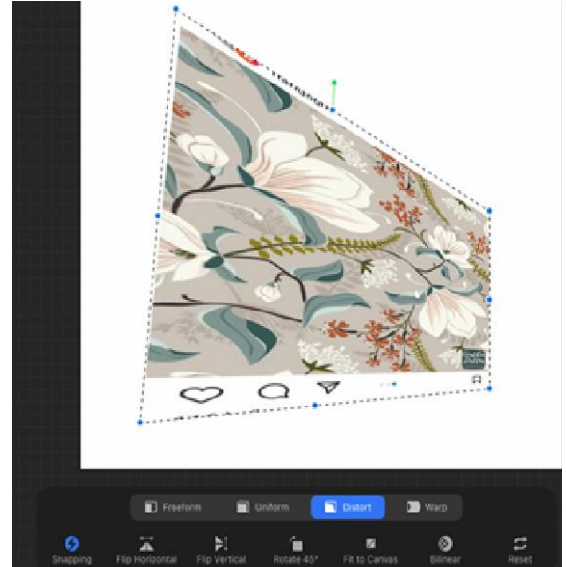 Freeform Uniform Distort Warp
Snapping Flip Horizontal Flip Vertical Rotate 45° Fit to Canvas Bilinear Reset